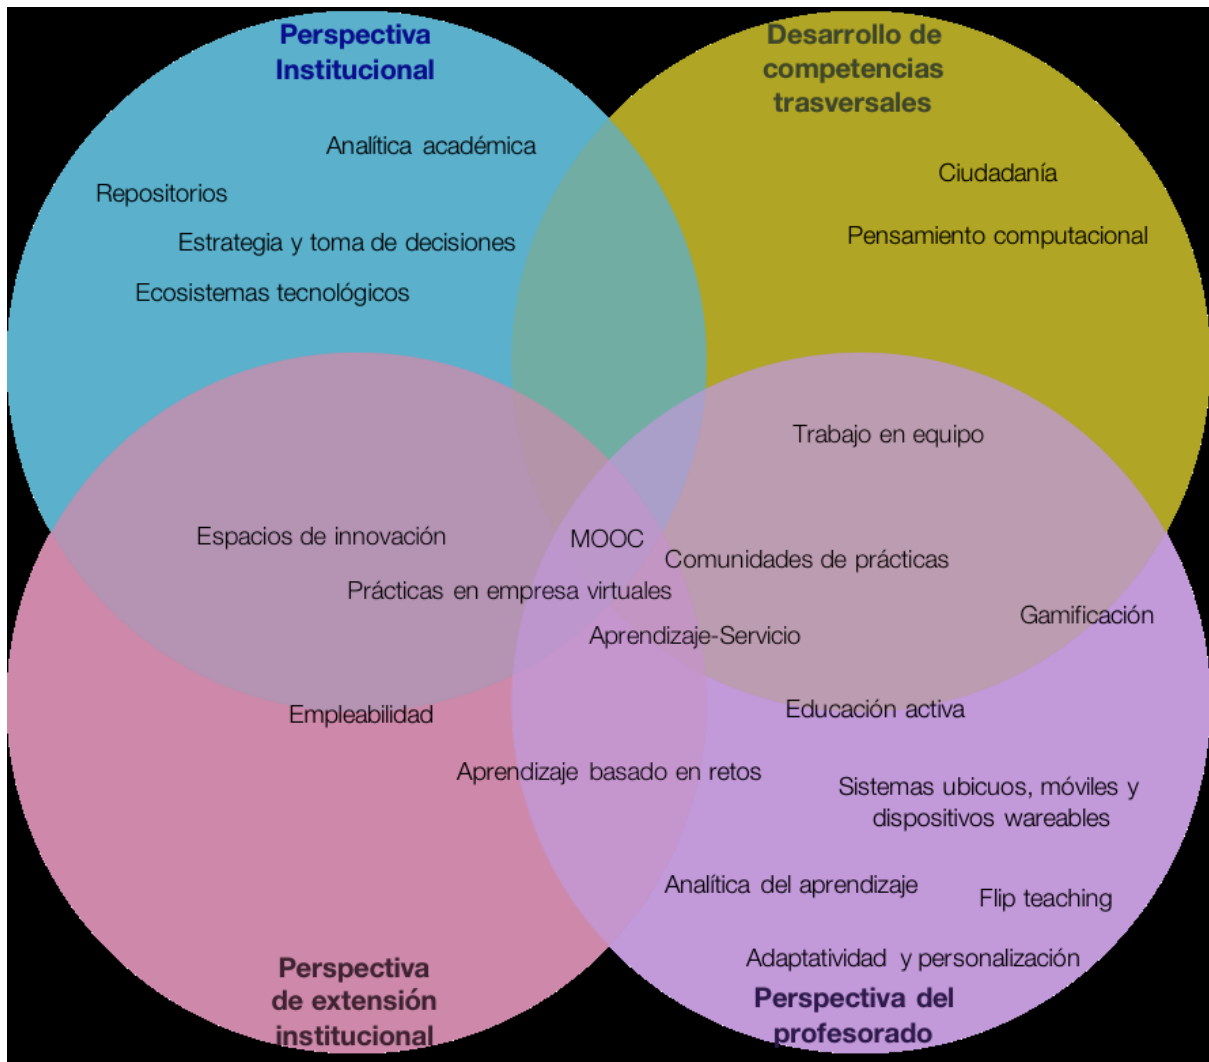 Perspectiva
Institucional
Desarrollo de
competencias
trasversales
Analítica académica
Repositorios
Estrategia y toma de decisiones
Ecosistemas tecnológicos
Ciudadanía
Pensamiento computacional
Trabajo en equipo
Espacios de innovación
MOOC
Comunidades de prácticas
Prácticas en empresa virtuales
Gamificación
Aprendizaje-Servicio
Empleabilidad
Educación activa
Aprendizaje basado en retos
Sistemas ubicuos, móviles y
dispositivos wareables
Analítica del aprendizaje
Flip teaching
Adaptatividad y personalización
Perspectiva
de extensión
institucional
Perspectiva del
profesorado